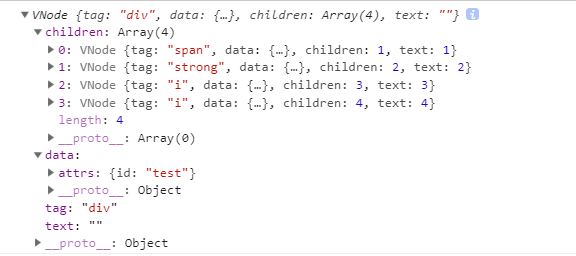 VNode {tag: "div", data: {…}, children: Array(4), text: ""} i
children: Array(4)
0: VNode {tag: "span", data: {…}, children: 1, text: 1}
1: VNode {tag: "strong", data: {…}, children: 2, text: 2}
2: VNode {tag: "i", data: {…}, children: 3, text: 3}
3: VNode {tag: "i", data: {…}, children: 4, text: 4}
length: 4
__proto__: Array(0)
data:
attrs: {id: "test"}
__proto__: Object
tag: "div"
text: ""
__proto__: Object